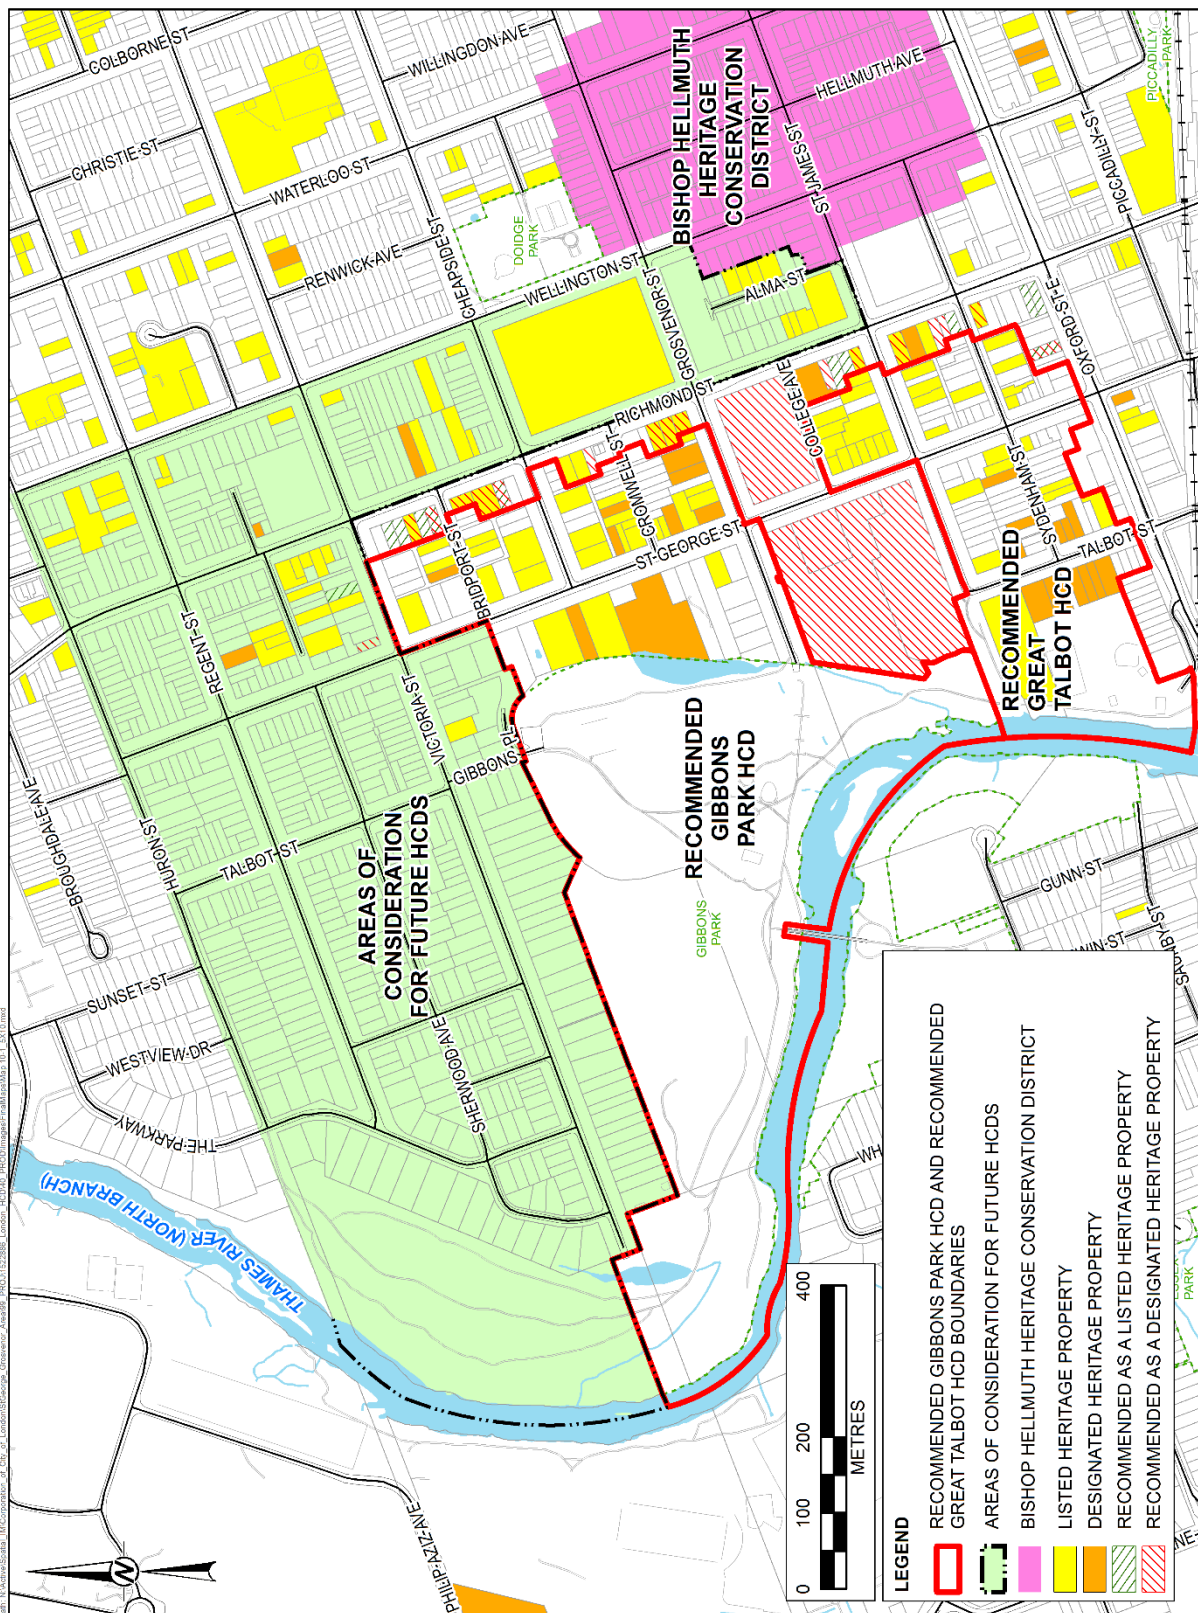 COLBORNE ST
WILLINGDON AVE
CHRISTIE ST
WATERLOO ST
HELLMUTH AVE
PICCADILLY
PARK
BISHOP HELLMUTH
HERITAGE
CONSERVATION
DISTRICT
ST JAMES ST
PICCADILLY ST
RENWICK AVE
CHEAPSIDE ST
DOIDGE
PARK
WELLINGTON ST
GROSVENOR ST
ALMA ST
OXFORD ST E
RICHMOND ST
COLLEGE AVE
CROMWELL ST
SYDENHAM ST
BRIDPORT ST
ST GEORGE ST
TALBOT ST
RECOMMENDED
GREAT
TALBOT HCD
REGENT ST
VICTORIA ST
GIBBONS PL
RECOMMENDED
GIBBONS
PARK HCD
GIBBONS
PARK
BROUGHDALE AVE
HURON ST
TALBOT ST
AREAS OF
CONSIDERATION
FOR FUTURE HCDS
GUNN ST
WIN ST
SAUNBY ST
SUNSET ST
WESTVIEW DR
SHERWOOD AVE
THE PARKWAY
THAMES RIVER (NORTH BRANCH)
WH
PARK
NE
PHILIP AZIZ AVE
N
0 100 200 400
METRES
LEGEND
RECOMMENDED GIBBONS PARK HCD AND RECOMMENDED
GREAT TALBOT HCD BOUNDARIES
AREAS OF CONSIDERATION FOR FUTURE HCDS
BISHOP HELLMUTH HERITAGE CONSERVATION DISTRICT
LISTED HERITAGE PROPERTY
DESIGNATED HERITAGE PROPERTY
RECOMMENDED AS A LISTED HERITAGE PROPERTY
RECOMMENDED AS A DESIGNATED HERITAGE PROPERTY